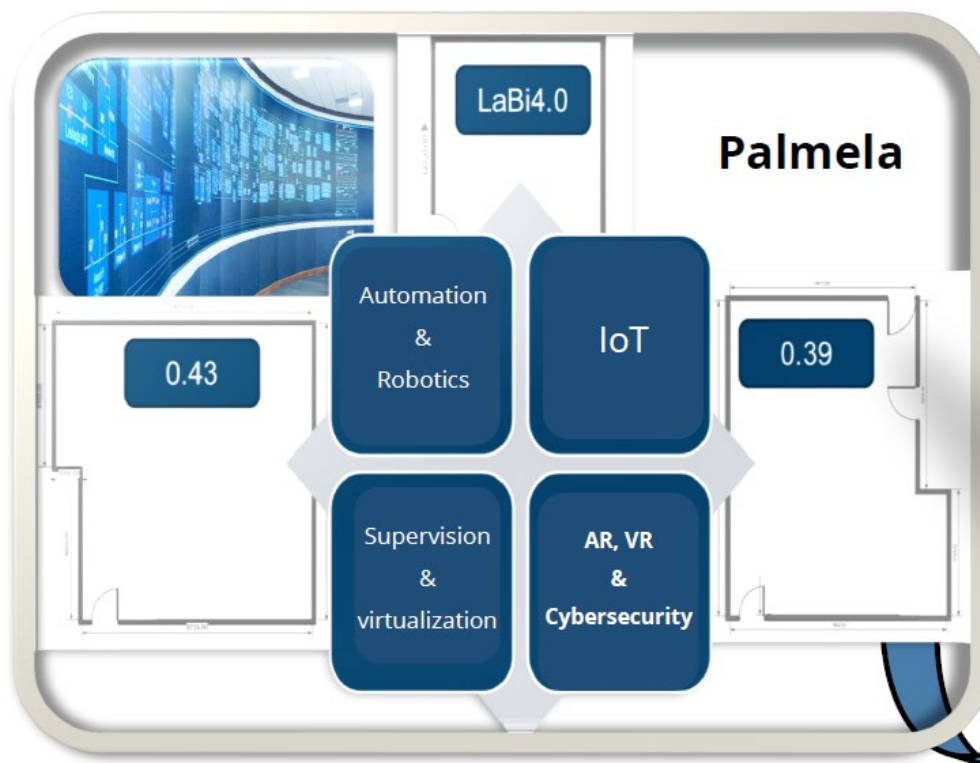 LaBi4.0
Palmela
Automation
&
Robotics
IoT
0.43
0.39
Supervision
&
virtualization
AR, VR
&
Cybersecurity